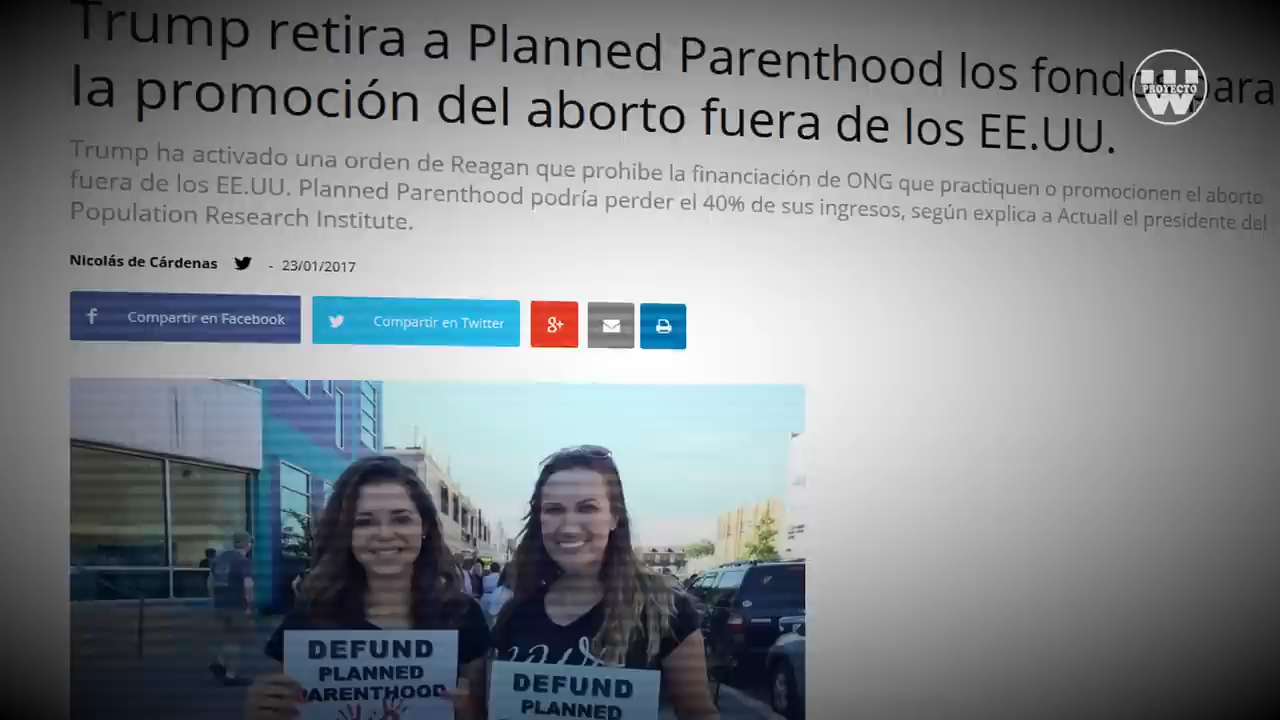 Trump retira a Planned Parenthood los fondos para
la promoción del aborto fuera de los EE.UU.
PROYECTO
W
Trump ha activado una orden de Reagan que prohibe la financiación de ONG que practiquen o promocionen el aborto
fuera de los EE.UU. Planned Parenthood podría perder el 40% de sus ingresos, según explica a Actuall el presidente del
Population Research Institute.
Nicolás de Cárdenas - 23/01/2017
f Compartir en Facebook Compartir en Twitter g+
DEFUND
PLANNED
PARENTHOOD
DEFUND
PLANNED